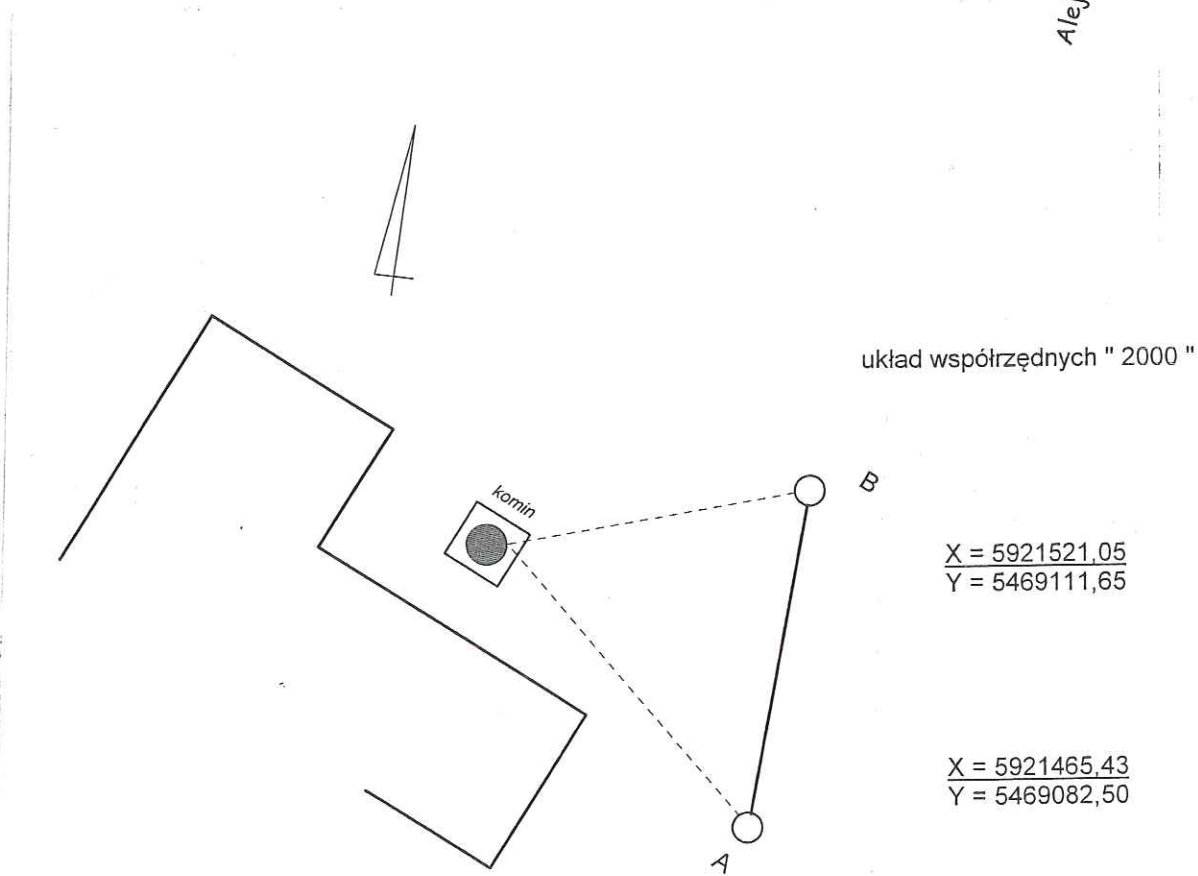 Alej
układ współrzędnych " 2000 "
komin
B
X = 5921521,05
Y = 5469111,65
X = 5921465,43
Y = 5469082,50
A